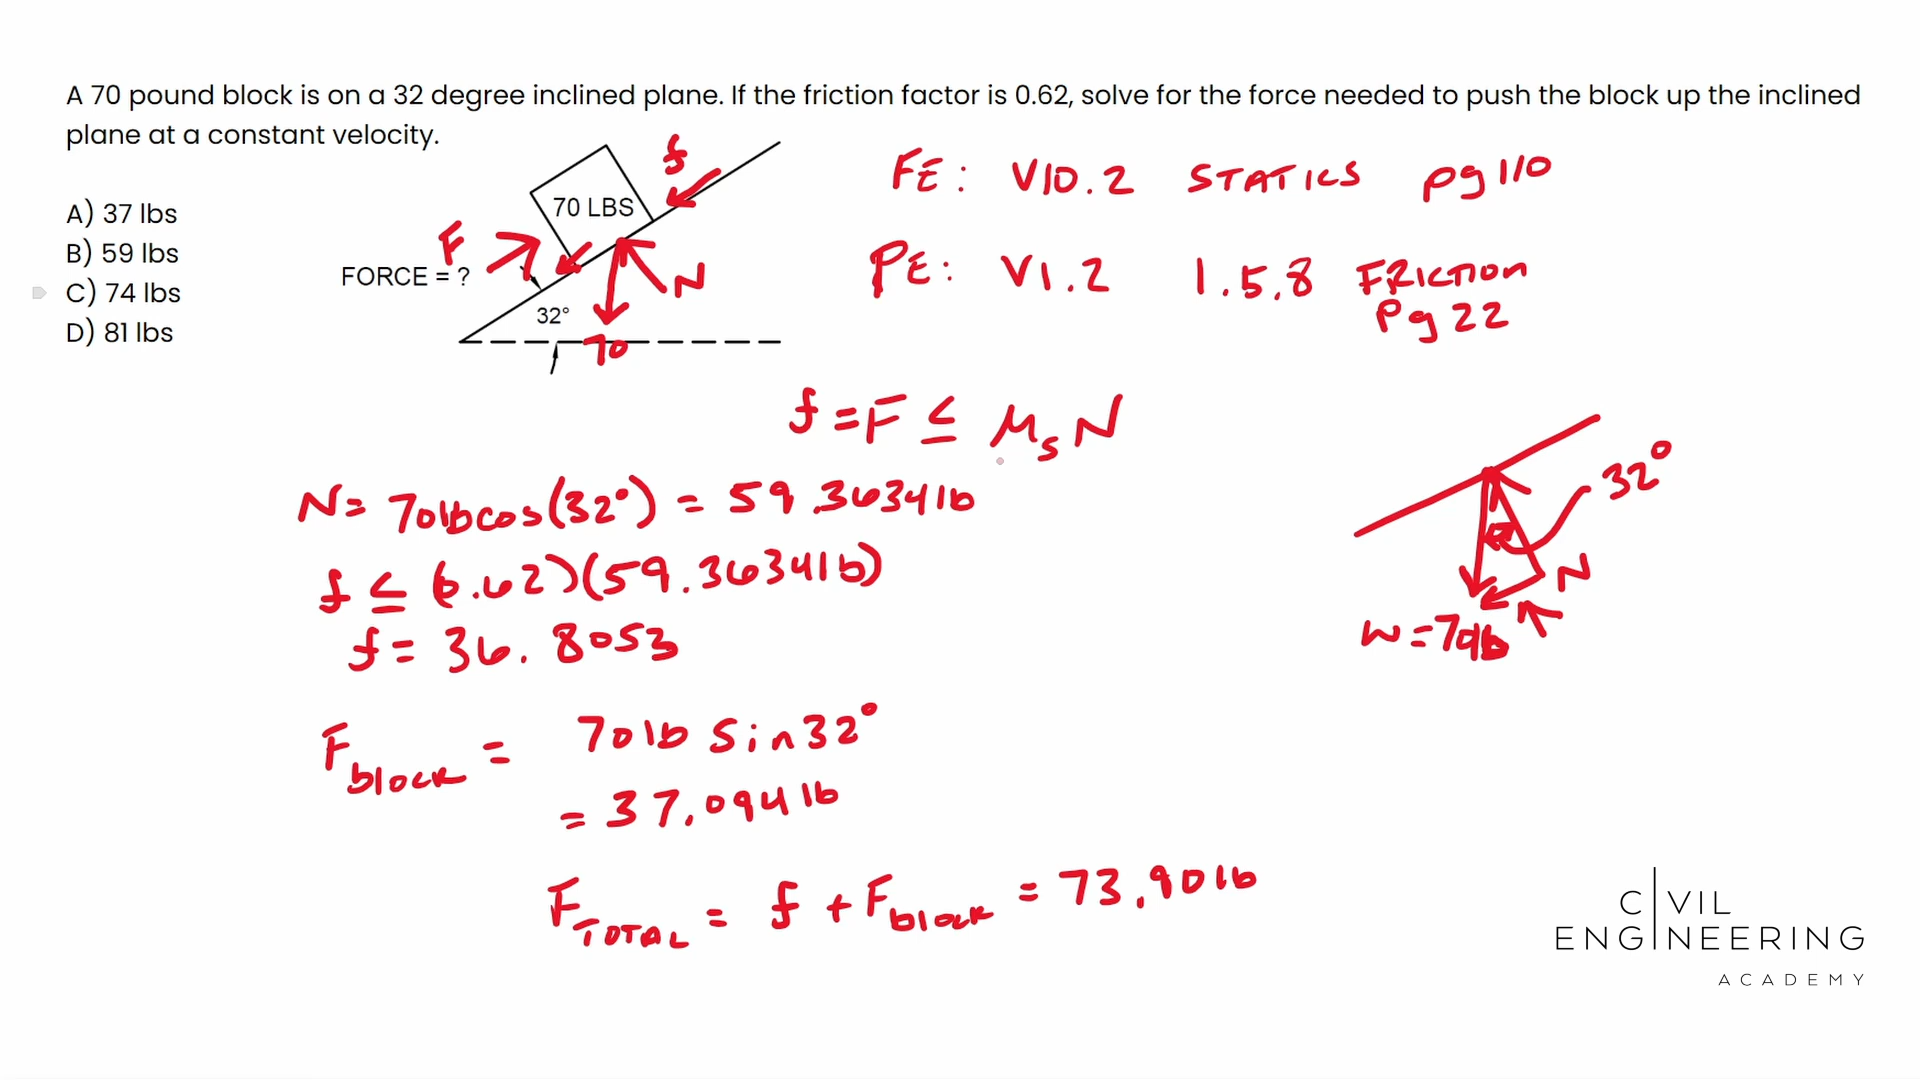 A 70 pound block is on a 32 degree inclined plane. If the friction factor is 0.62, solve for the force needed to push the block up the inclined
plane at a constant velocity.
A) 37 lbs
B) 59 lbs
C) 74 lbs
D) 81 lbs
f
70 LBS
F
FORCE = ?
N
32°
70
FE: V10.2 STATICS pg 110
PE: V1.2 1.5.8 FRICTION
Pg 22
f = F ≤ μs N
N = 70lb cos(32°) = 59.3634lb
f ≤ (0.62)(59.3634lb)
f = 36.8053
Fblock = 70lb sin 32°
= 37.094lb
FTOTAL = f + Fblock = 73.90lb
32°
N
W = 70lb
CIVIL
ENGINEERING
ACADEMY